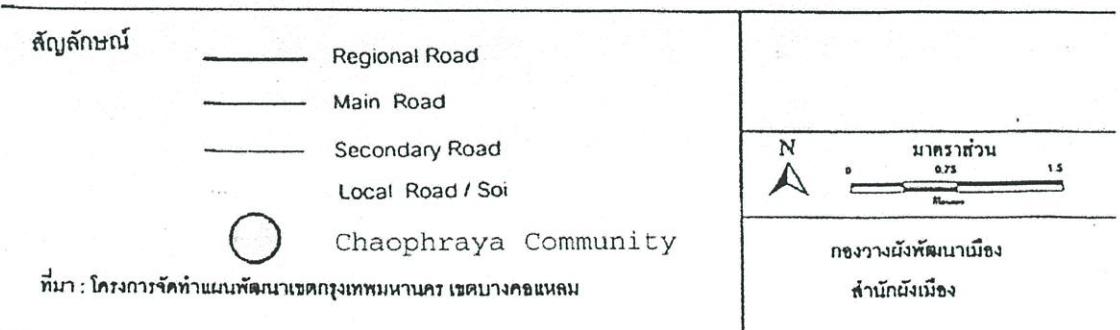 สัญลักษณ์
Regional Road
Main Road
Secondary Road
Local Road / Soi
Chaophraya Community
ที่มา : โครงการจัดทำแผนพัฒนาเขตกรุงเทพมหานคร เขตบางคอแหลม
N
มาตราส่วน
0 0.75 1.5
กองวางผังพัฒนาเมือง
สำนักผังเมือง